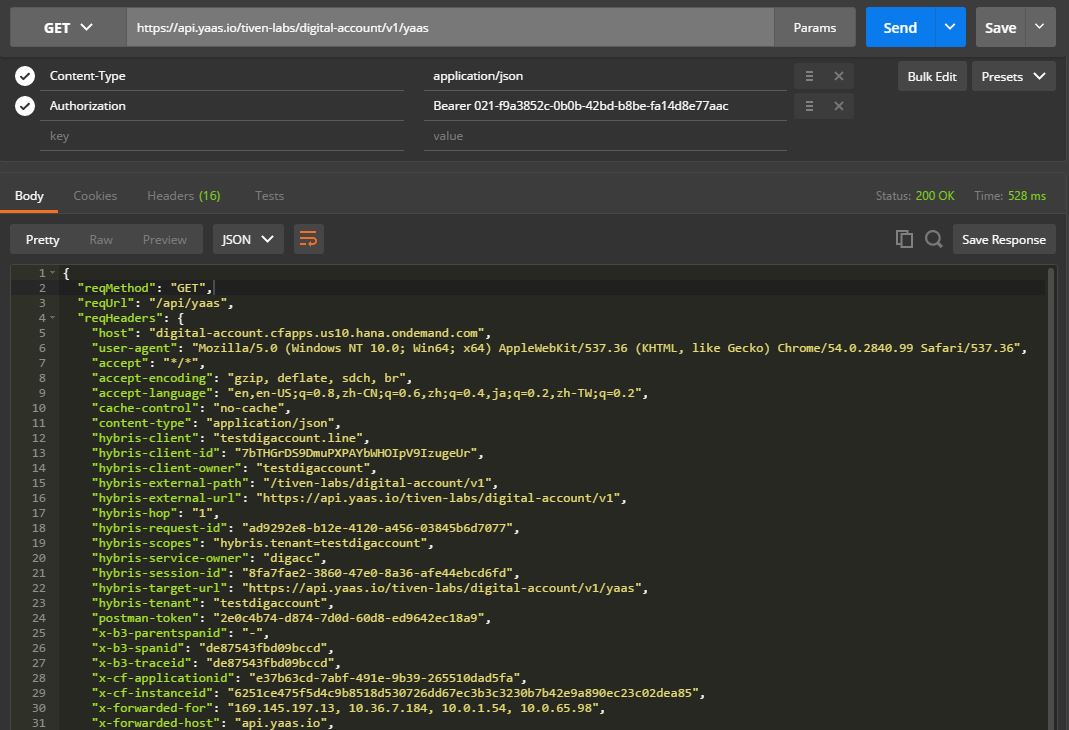 GET https://api.yaas.io/tiven-labs/digital-account/v1/yaas Params Send Save
Content-Type application/json Bulk Edit Presets
Authorization Bearer 021-f9a3852c-0b0b-42bd-b8be-fa14d8e77aac
key value
Body Cookies Headers (16) Tests Status: 200 OK Time: 528 ms
Pretty Raw Preview JSON Save Response
1 {
2 "reqMethod": "GET",
3 "reqUrl": "/api/yaas",
4 "reqHeaders": {
5 "host": "digital-account.cfapps.us10.hana.ondemand.com",
6 "user-agent": "Mozilla/5.0 (Windows NT 10.0; Win64; x64) AppleWebKit/537.36 (KHTML, like Gecko) Chrome/54.0.2840.99 Safari/537.36",
7 "accept": "*/*",
8 "accept-encoding": "gzip, deflate, sdch, br",
9 "accept-language": "en,en-US;q=0.8,zh-CN;q=0.6,zh;q=0.4,ja;q=0.2,zh-TW;q=0.2",
10 "cache-control": "no-cache",
11 "content-type": "application/json",
12 "hybris-client": "testdigaccount.line",
13 "hybris-client-id": "7bTHGrDS9DmuPXPAYbWHOIpV9IzugeUr",
14 "hybris-client-owner": "testdigaccount",
15 "hybris-external-path": "/tiven-labs/digital-account/v1",
16 "hybris-external-url": "https://api.yaas.io/tiven-labs/digital-account/v1",
17 "hybris-hop": "1",
18 "hybris-request-id": "ad9292e8-b12e-4120-a456-03845b6d7077",
19 "hybris-scopes": "hybris.tenant=testdigaccount",
20 "hybris-service-owner": "digacc",
21 "hybris-session-id": "8fa7fae2-3860-47e0-8a36-afe44ebcd6fd",
22 "hybris-target-url": "https://api.yaas.io/tiven-labs/digital-account/v1/yaas",
23 "hybris-tenant": "testdigaccount",
24 "postman-token": "2e0c4b74-d874-7d0d-60d8-ed9642ec18a9",
25 "x-b3-parentspanid": "-",
26 "x-b3-spanid": "de87543fbd09bccd",
27 "x-b3-traceid": "de87543fbd09bccd",
28 "x-cf-applicationid": "e37b63cd-7abf-491e-9b39-265510dad5fa",
29 "x-cf-instanceid": "6251ce475f5d4c9b8518d530726dd67ec3b3c3230b7b42e9a890ec23c02dea85",
30 "x-forwarded-for": "169.145.197.13, 10.36.7.184, 10.0.1.54, 10.0.65.98",
31 "x-forwarded-host": "api.yaas.io",